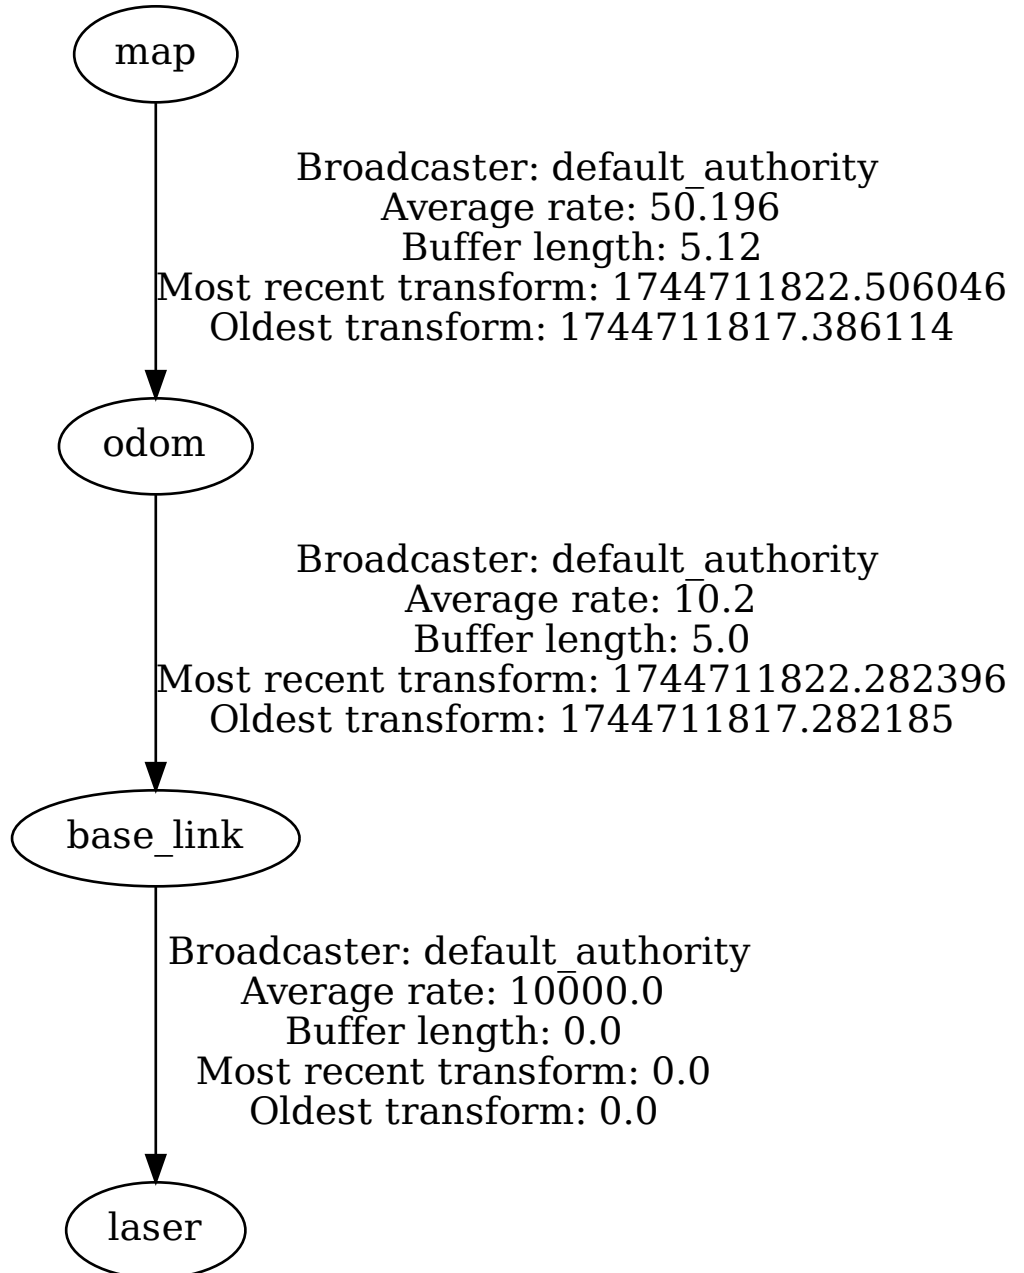 map
Broadcaster: default_authority
Average rate: 50.196
Buffer length: 5.12
Most recent transform: 1744711822.506046
Oldest transform: 1744711817.386114
odom
Broadcaster: default_authority
Average rate: 10.2
Buffer length: 5.0
Most recent transform: 1744711822.282396
Oldest transform: 1744711817.282185
base_link
Broadcaster: default_authority
Average rate: 10000.0
Buffer length: 0.0
Most recent transform: 0.0
Oldest transform: 0.0
laser